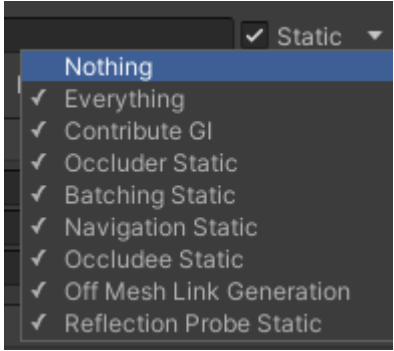 Static
Nothing
Everything
Contribute GI
Occluder Static
Batching Static
Navigation Static
Occludee Static
Off Mesh Link Generation
Reflection Probe Static